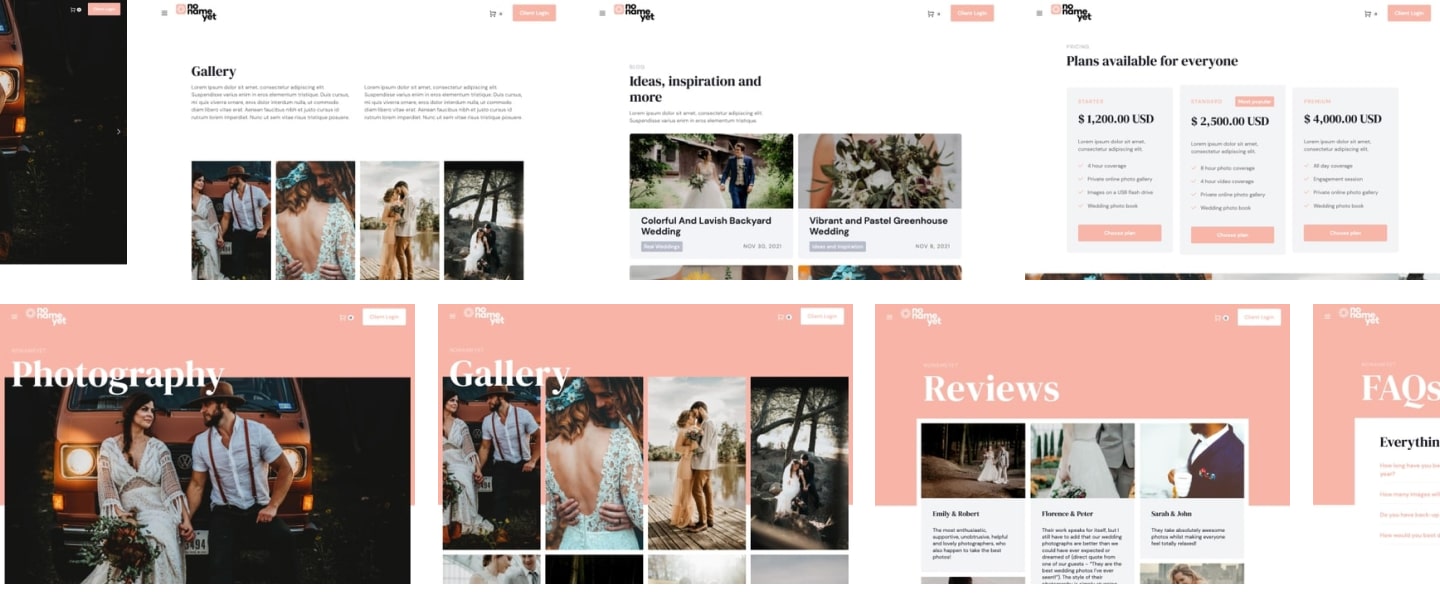 Client Login
no
name
yet
Client Login
Gallery
Lorem ipsum dolor sit amet, consectetur adipiscing elit.
Suspendisse varius enim in eros elementum tristique. Duis cursus,
mi quis viverra ornare, eros dolor interdum nulla, ut commodo
diam libero vitae erat. Aenean faucibus nibh et justo cursus id
rutrum lorem imperdiet. Nunc ut sem vitae risus tristique posuere.
Lorem ipsum dolor sit amet, consectetur adipiscing elit.
Suspendisse varius enim in eros elementum tristique. Duis cursus,
mi quis viverra ornare, eros dolor interdum nulla, ut commodo
diam libero vitae erat. Aenean faucibus nibh et justo cursus id
rutrum lorem imperdiet. Nunc ut sem vitae risus tristique posuere.
no
name
yet
Client Login
BLOG
Ideas, inspiration and
more
Lorem ipsum dolor sit amet, consectetur adipiscing elit.
Suspendisse varius enim in eros elementum tristique.
Colorful And Lavish Backyard
Wedding
Real Weddings
NOV 30, 2021
Vibrant and Pastel Greenhouse
Wedding
Ideas and Inspiration
NOV 8, 2021
no
name
yet
Client Login
PRICING
Plans available for everyone
STARTER
$ 1,200.00 USD
Lorem ipsum dolor sit amet,
consectetur adipiscing elit.
4 hour coverage
Private online photo gallery
Images on a USB flash drive
Wedding photo book
Choose plan
STANDARD
Most popular
$ 2,500.00 USD
Lorem ipsum dolor sit amet,
consectetur adipiscing elit.
8 hour photo coverage
4 hour video coverage
Private online photo gallery
Wedding photo book
Choose plan
PREMIUM
$ 4,000.00 USD
Lorem ipsum dolor sit amet,
consectetur adipiscing elit.
All day coverage
Engagement session
Private online photo gallery
Wedding photo book
Choose plan
no
name
yet
Client Login
NONAMEYET
Photography
no
name
yet
Client Login
NONAMEYET
Gallery
no
name
yet
Client Login
NONAMEYET
Reviews
Emily & Robert
The most enthusiastic,
supportive, unobstrusive, helpful
and lovely photographers, who
also happen to take the best
photos!
Florence & Peter
Their work speaks for itself, but I
still have to add that our wedding
photographs are better than we
could have ever expected or
dreamed of (direct quote from
one of our guests – "They are the
best wedding photos I've ever
seen!"). The style of their
Sarah & John
They take absolutely awesome
photos whilst making everyone
feel totally relaxed!
no
name
yet
NONAMEYET
FAQs
Everythin
How long have you be
year?
How many images wil
Do you have back-up
How would you best d